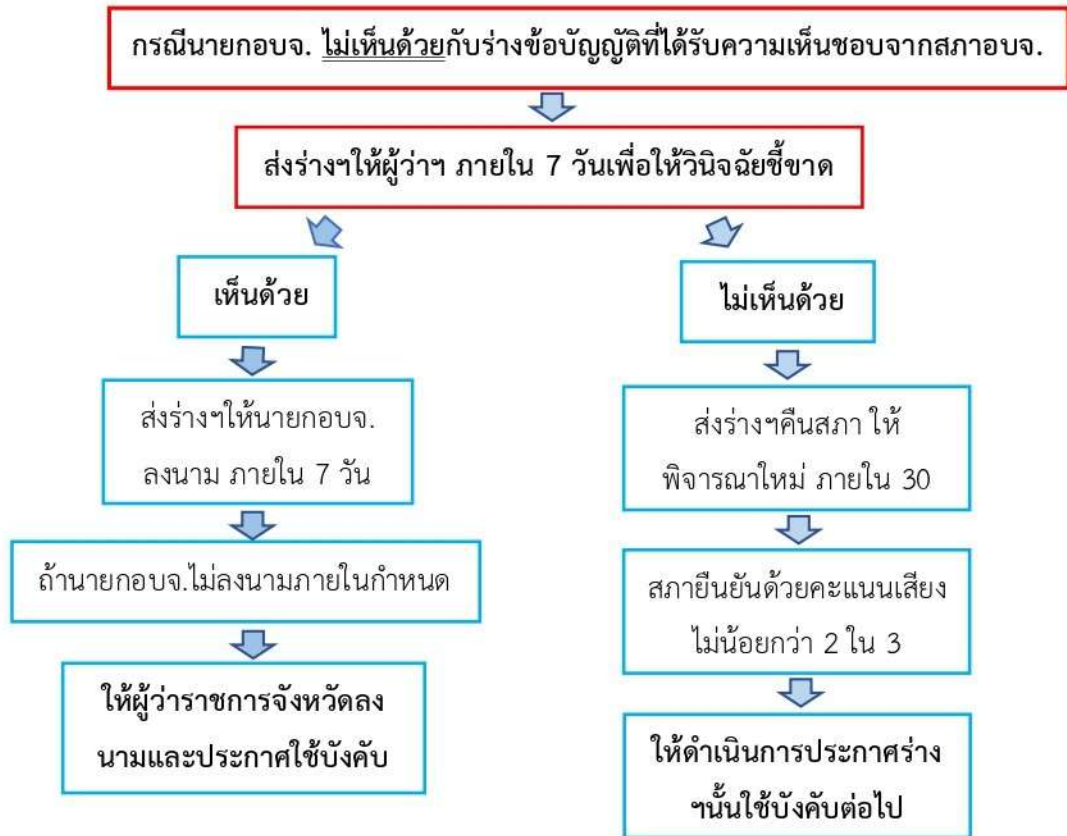 กรณีนายกอบจ. ไม่เห็นด้วยกับร่างข้อบัญญัติที่ได้รับความเห็นชอบจากสภาอบจ.
ส่งร่างฯให้ผู้ว่าฯ ภายใน 7 วันเพื่อให้วินิจฉัยชี้ขาด
เห็นด้วย
ส่งร่างฯให้นายกอบจ.
ลงนาม ภายใน 7 วัน
ถ้านายกอบจ.ไม่ลงนามภายในกำหนด
ให้ผู้ว่าราชการจังหวัดลง
นามและประกาศใช้บังคับ
ไม่เห็นด้วย
ส่งร่างฯคืนสภา ให้
พิจารณาใหม่ ภายใน 30
สภายืนยันด้วยคะแนนเสียง
ไม่น้อยกว่า 2 ใน 3
ให้ดำเนินการประกาศร่าง
ฯนั้นใช้บังคับต่อไป